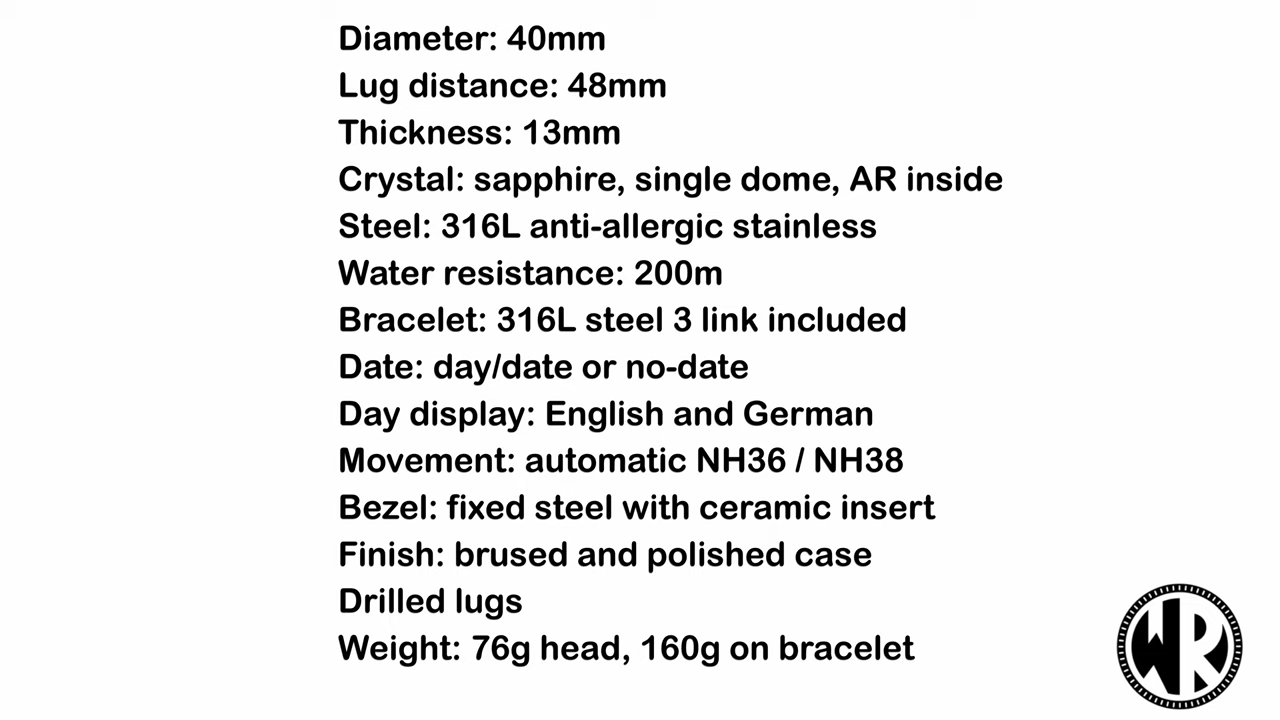 Diameter: 40mm
Lug distance: 48mm
Thickness: 13mm
Crystal: sapphire, single dome, AR inside
Steel: 316L anti-allergic stainless
Water resistance: 200m
Bracelet: 316L steel 3 link included
Date: day/date or no-date
Day display: English and German
Movement: automatic NH36 / NH38
Bezel: fixed steel with ceramic insert
Finish: brused and polished case
Drilled lugs
Weight: 76g head, 160g on bracelet
WR